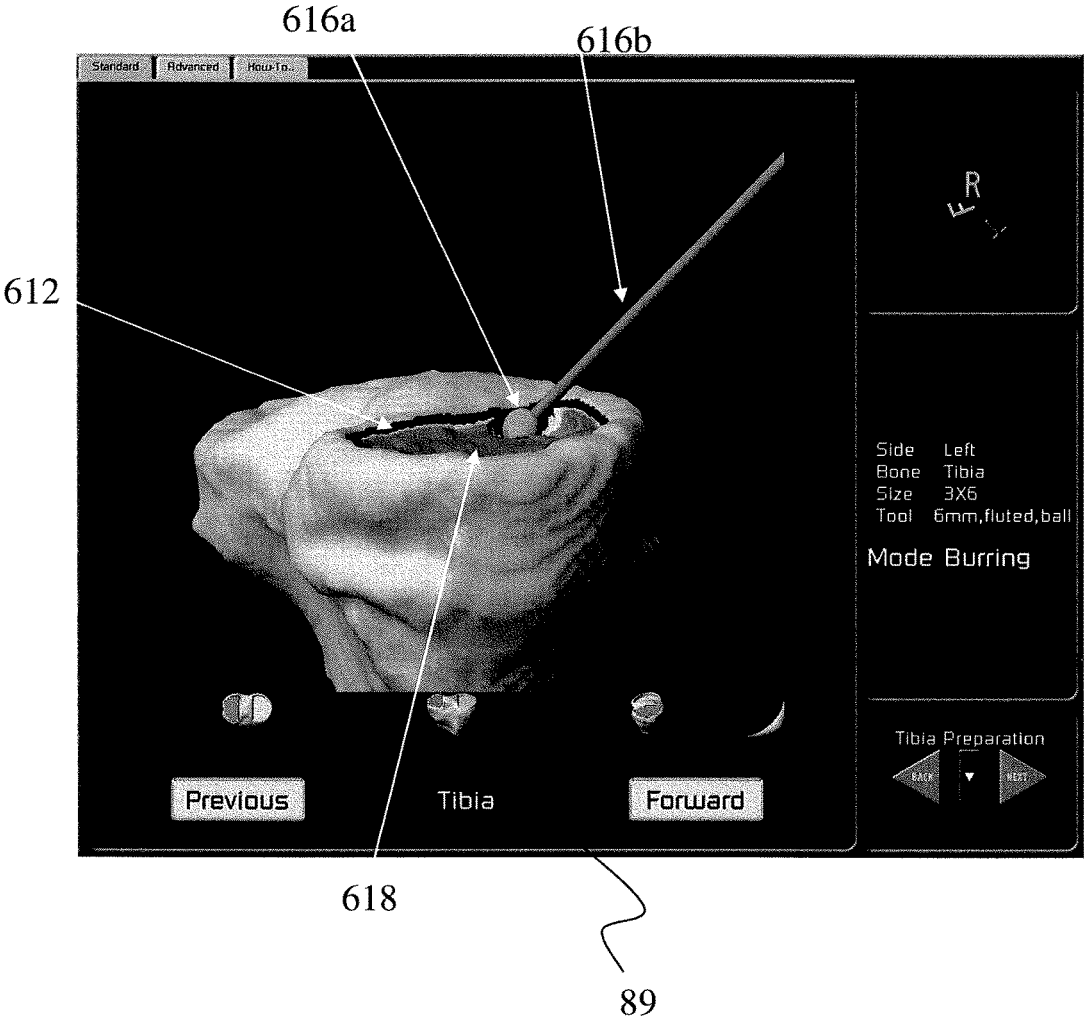 616a
616b
Standard Advanced How-To..
R
F
612
Side Left
Bone Tibia
Size 3X6
Tool 6mm,fluted,ball
Mode Burring
Tibia Preparation
BACK NEXT
Previous Tibia Forward
618
89